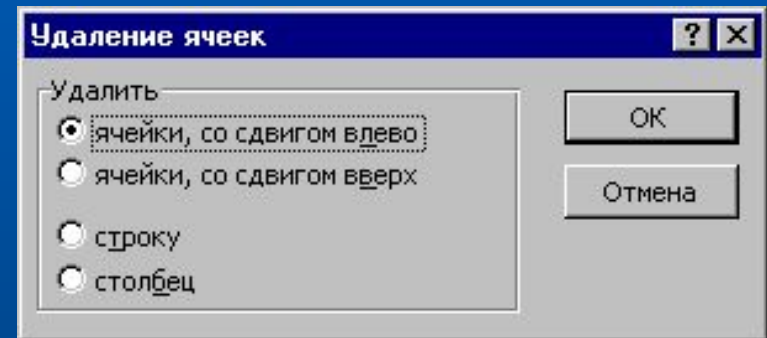 Удаление ячеек
Удалить
ячейки, со сдвигом влево
ячейки, со сдвигом вверх
строку
столбец
ОК
Отмена